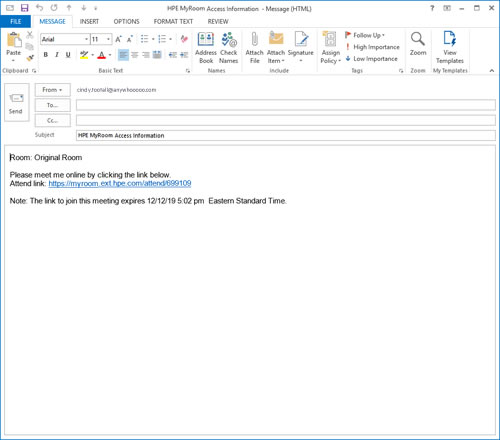 HPE MyRoom Access Information - Message (HTML)
FILE MESSAGE INSERT OPTIONS FORMAT TEXT REVIEW
Paste
Clipboard
Arial 11
B I U
Basic Text
Address Book
Check Names
Names
Attach File
Attach Item
Signature
Include
Assign Policy
Follow Up
High Importance
Low Importance
Tags
Zoom
Zoom
View Templates
My Templates
Send
From
To...
Cc...
Subject HPE MyRoom Access Information
Room: Original Room
Please meet me online by clicking the link below.
Attend link: https://myroom.ext.hpe.com/attend/699109
Note: The link to join this meeting expires 12/12/19 5:02 pm Eastern Standard Time.